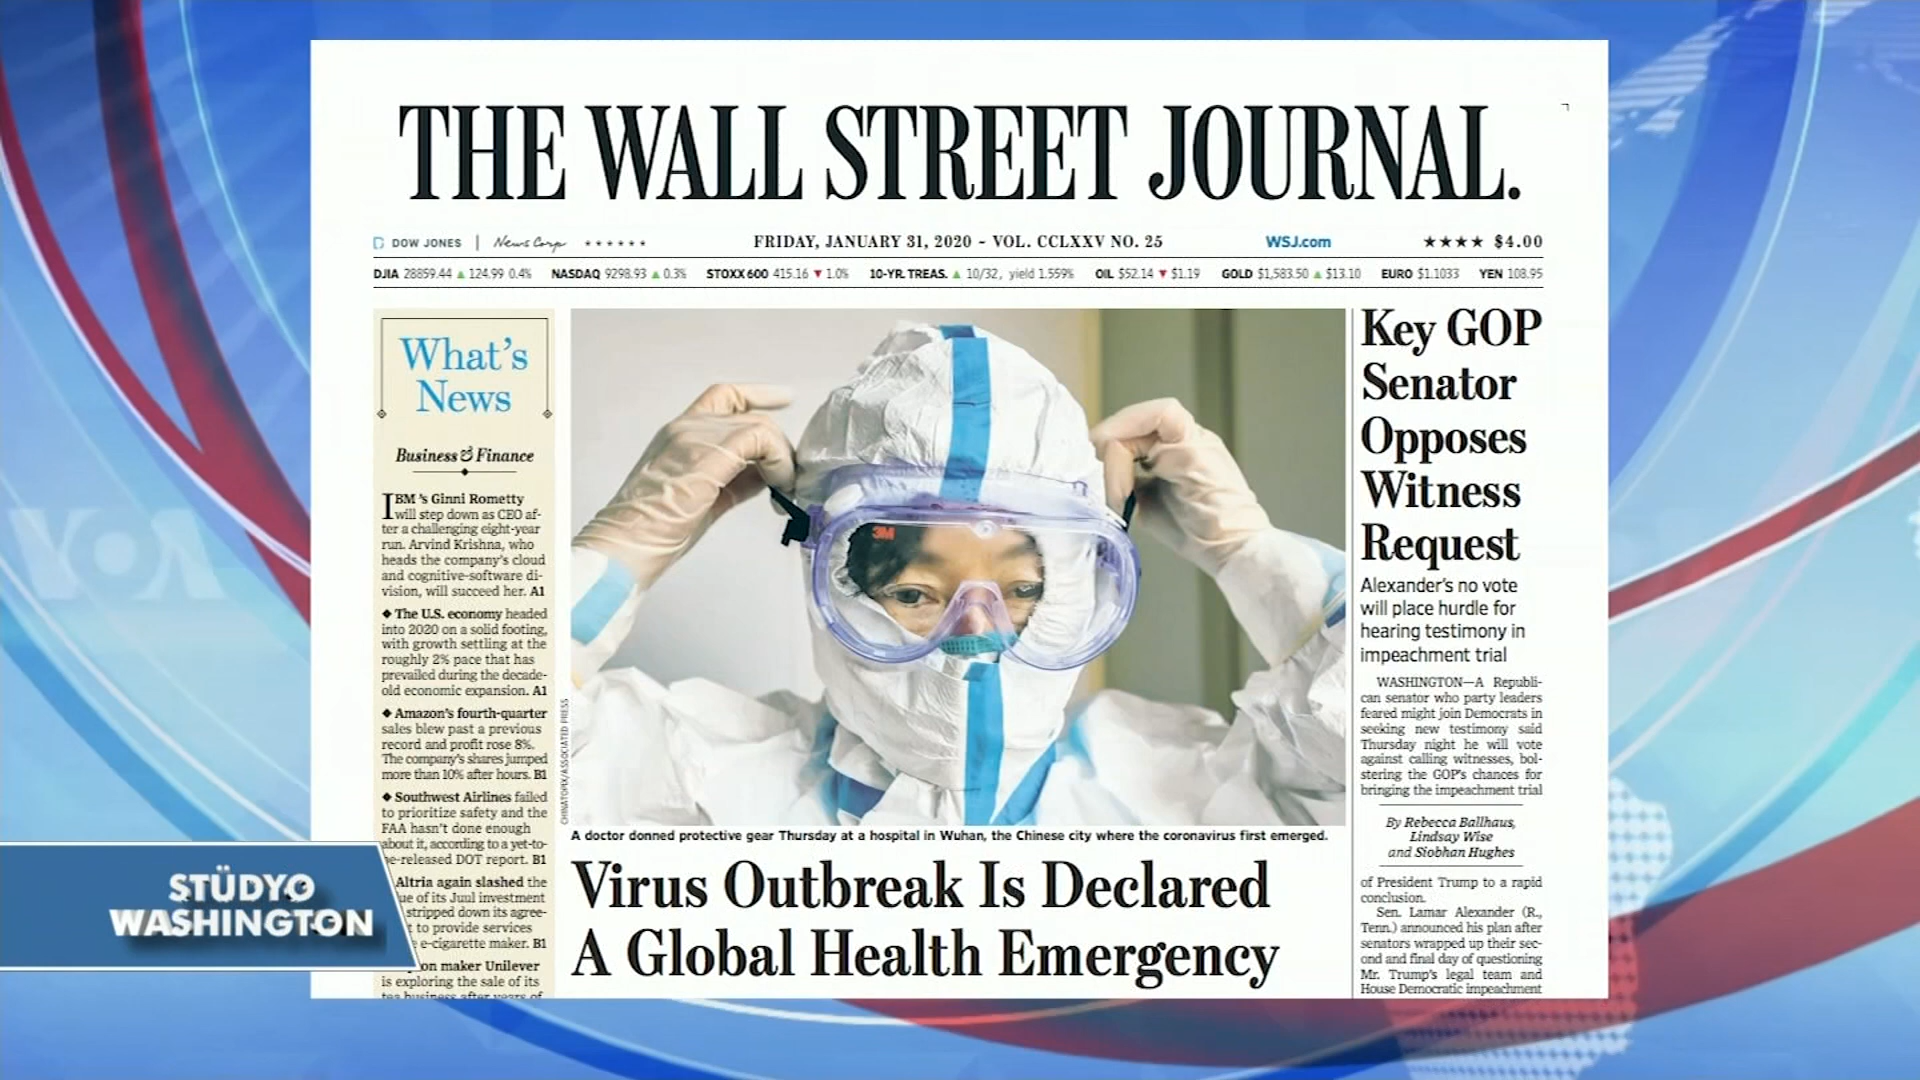 THE WALL STREET JOURNAL.
DOW JONES | News Corp ******
FRIDAY, JANUARY 31, 2020 ~ VOL. CCLXXV NO. 25
WSJ.com
★★★★ $4.00
DJIA 28859.44 ▲ 124.99 0.4% NASDAQ 9298.93 ▲ 0.3% STOXX 600 415.16 ▼ 1.0% 10-YR. TREAS. ▲ 10/32, yield 1.559% OIL $52.14 ▼ $1.19 GOLD $1,583.50 ▲ $13.10 EURO $1.1033 YEN 108.95
What's
News
Business & Finance
IBM's Ginni Rometty
will step down as CEO af-
ter a challenging eight-year
run. Arvind Krishna, who
heads the company's cloud
and cognitive-software di-
vision, will succeed her. A1
◆ The U.S. economy headed
into 2020 on a solid footing,
with growth settling at the
roughly 2% pace that has
prevailed during the decade-
old economic expansion. A1
◆ Amazon's fourth-quarter
sales blew past a previous
record and profit rose 8%.
The company's shares jumped
more than 10% after hours. B1
◆ Southwest Airlines failed
to prioritize safety and the
FAA hasn't done enough
about it, according to a yet-to-
e-released DOT report. B1
Altria again slashed the
ue of its Juul investment
stripped down its agree-
t to provide services
e-cigarette maker. B1
on maker Unilever
is exploring the sale of its
tea business after years of
3M
CHINATOPIX/ASSOCIATED PRESS
A doctor donned protective gear Thursday at a hospital in Wuhan, the Chinese city where the coronavirus first emerged.
Virus Outbreak Is Declared
A Global Health Emergency
Key GOP
Senator
Opposes
Witness
Request
Alexander's no vote
will place hurdle for
hearing testimony in
impeachment trial
WASHINGTON—A Republi-
can senator who party leaders
feared might join Democrats in
seeking new testimony said
Thursday night he will vote
against calling witnesses, bol-
stering the GOP's chances for
bringing the impeachment trial
By Rebecca Ballhaus,
Lindsay Wise
and Siobhan Hughes
of President Trump to a rapid
conclusion.
Sen. Lamar Alexander (R.,
Tenn.) announced his plan after
senators wrapped up their sec-
ond and final day of questioning
Mr. Trump's legal team and
House Democratic impeachment
VOA
STÜDYO
WASHINGTON